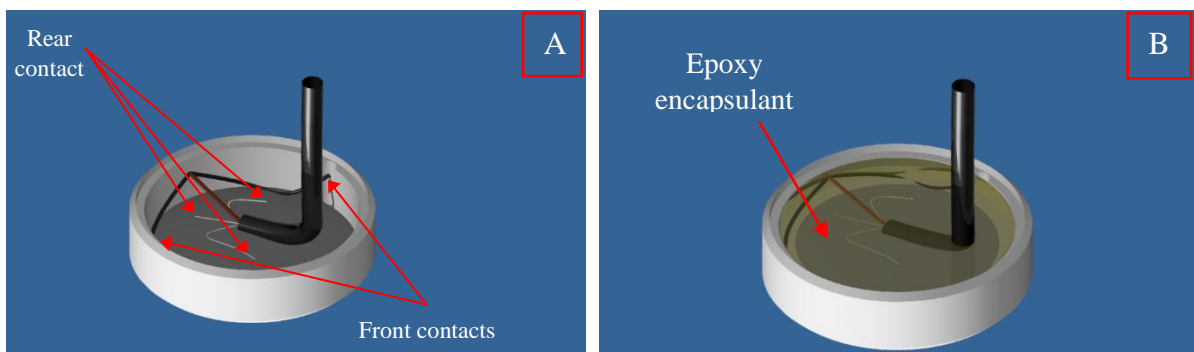 Rear
contact
A
Front contacts
Epoxy
encapsulant
B